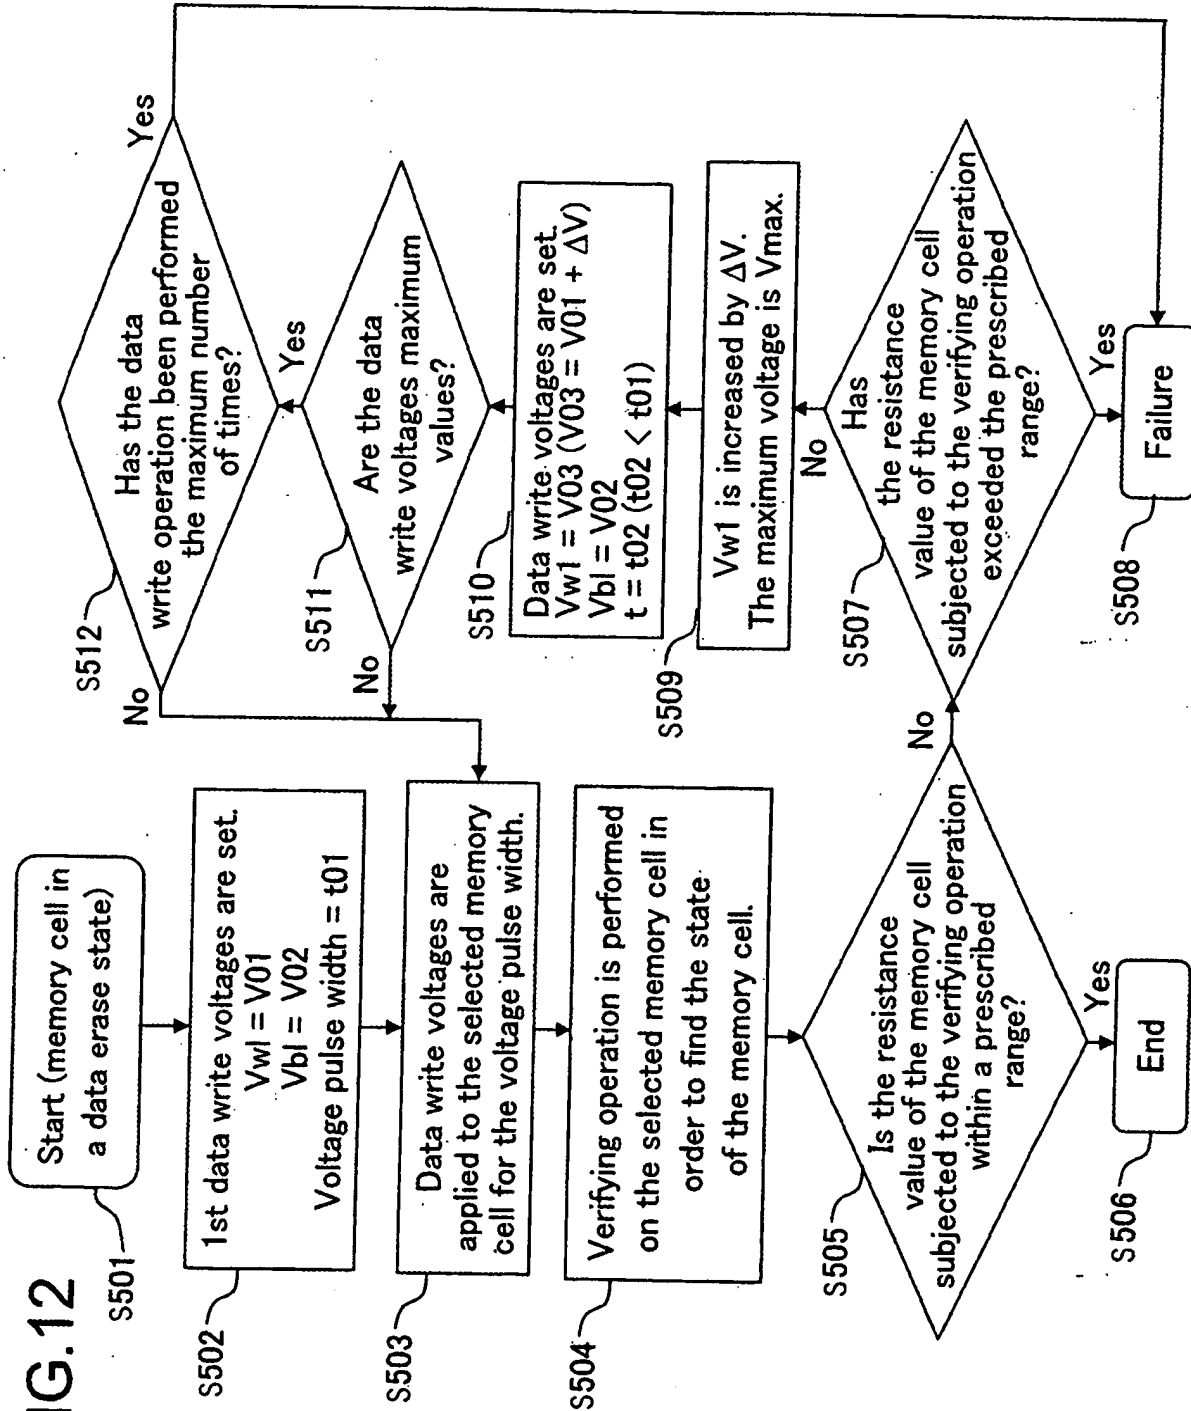 IG.12
S501
Start (memory cell in
a data erase state)
S502
1st data write voltages are set.
Vwl = V01
Vbl = V02
Voltage pulse width = t01
S503
Data write voltages are
applied to the selected memory
cell for the voltage pulse width.
S504
Verifying operation is performed
on the selected memory cell in
order to find the state
of the memory cell.
S505
Is the resistance
value of the memory cell
subjected to the verifying operation
within a prescribed
range?
Yes
No
S506
End
S507
Has
the resistance
value of the memory cell
subjected to the verifying operation
exceeded the prescribed
range?
Yes
No
S508
Failure
S509
Vw1 is increased by ΔV.
The maximum voltage is Vmax.
S510
Data write voltages are set.
Vw1 = V03 (V03 = V01 + ΔV)
Vbl = V02
t = t02 (t02 < t01)
S511
Are the data
write voltages maximum
values?
Yes
No
S512
Has the data
write operation been performed
the maximum number
of times?
Yes
No